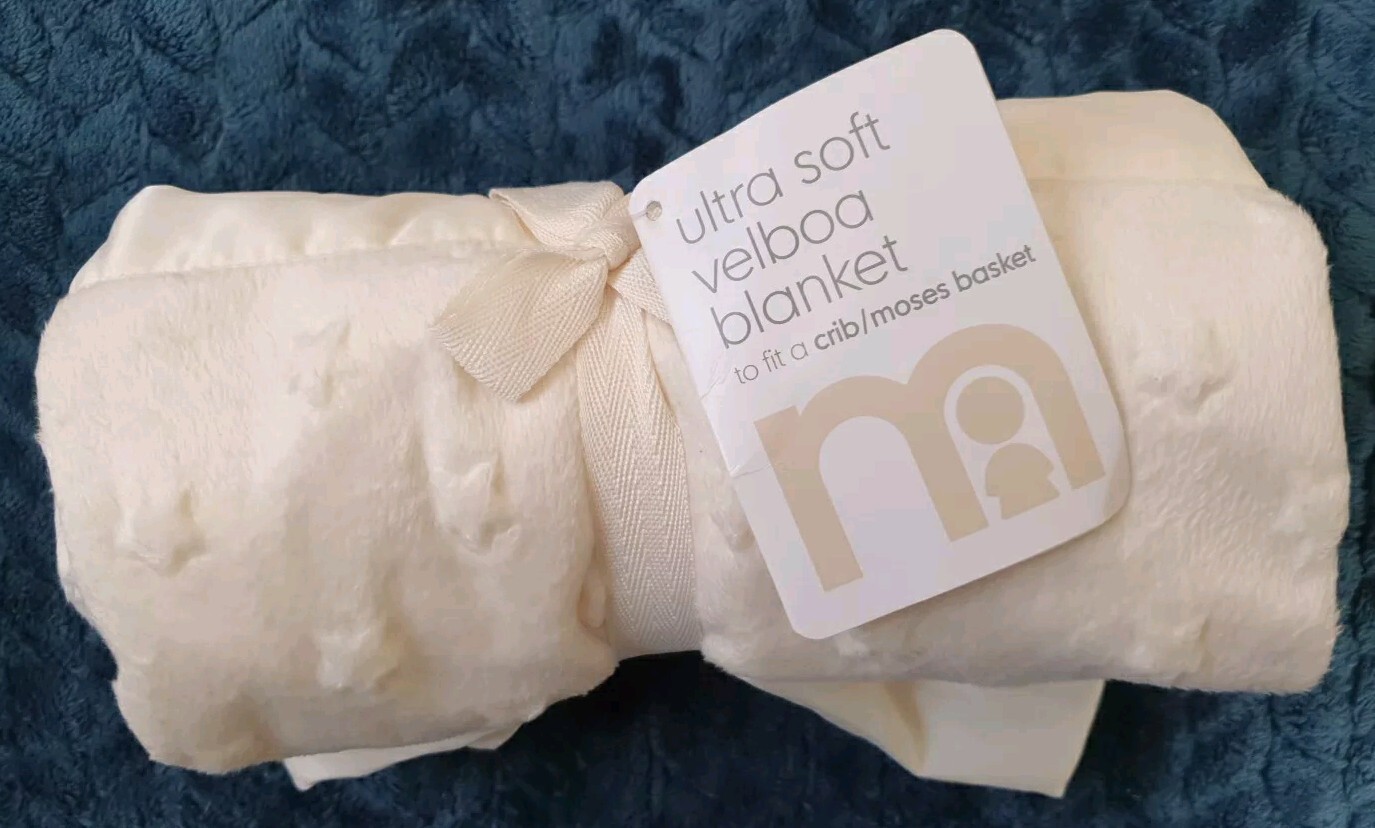 ultra soft
velboa
blanket
to fit a crib/moses basket
m